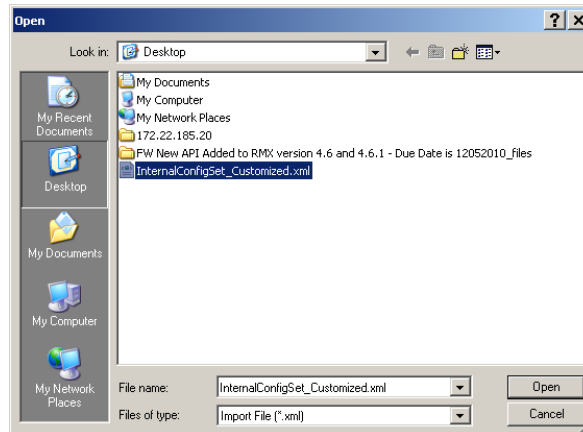 Open
Look in:
Desktop
My Recent
Documents
Desktop
My Documents
My Computer
My Network
Places
My Documents
My Computer
My Network Places
172.22.185.20
FW New API Added to RMX version 4.6 and 4.6.1 - Due Date is 12052010_files
InternalConfigSet_Customized.xml
File name:
InternalConfigSet_Customized.xml
Open
Files of type:
Import File (*.xml)
Cancel